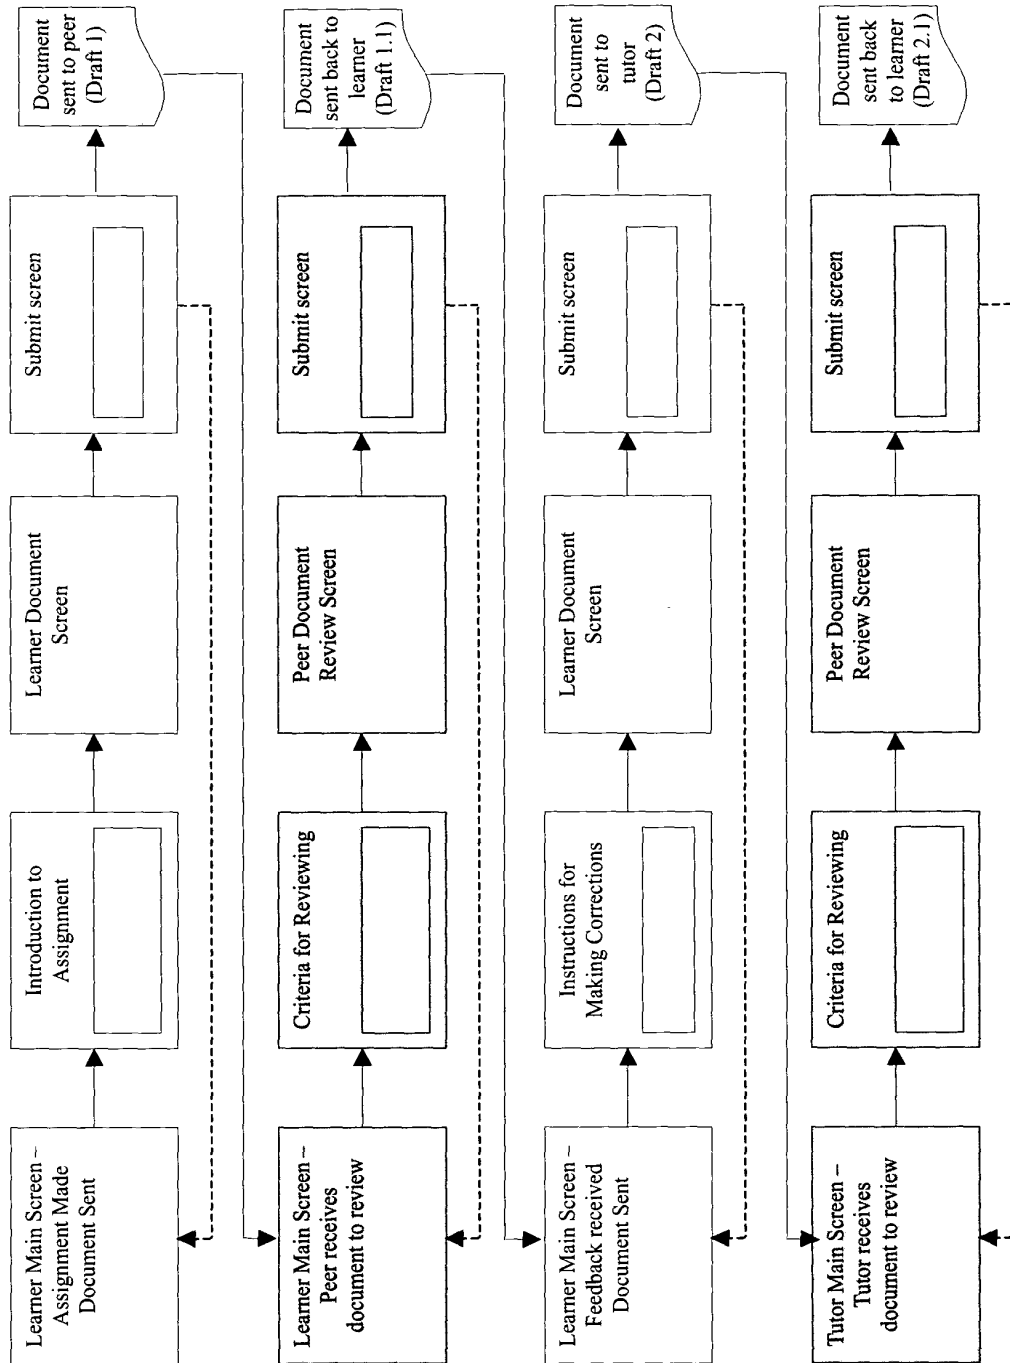 Learner Main Screen –
Assignment Made
Document Sent
Introduction to
Assignment
Learner Document
Screen
Submit screen
Document
sent to peer
(Draft 1)
Learner Main Screen –
Peer receives
document to review
Criteria for Reviewing
Peer Document
Review Screen
Submit screen
Document
sent back to
learner
(Draft 1.1)
Learner Main Screen –
Feedback received
Document Sent
Instructions for
Making Corrections
Learner Document
Screen
Submit screen
Document
sent to
tutor
(Draft 2)
Tutor Main Screen –
Tutor receives
document to review
Criteria for Reviewing
Peer Document
Review Screen
Submit screen
Document
sent back
to learner
(Draft 2.1)